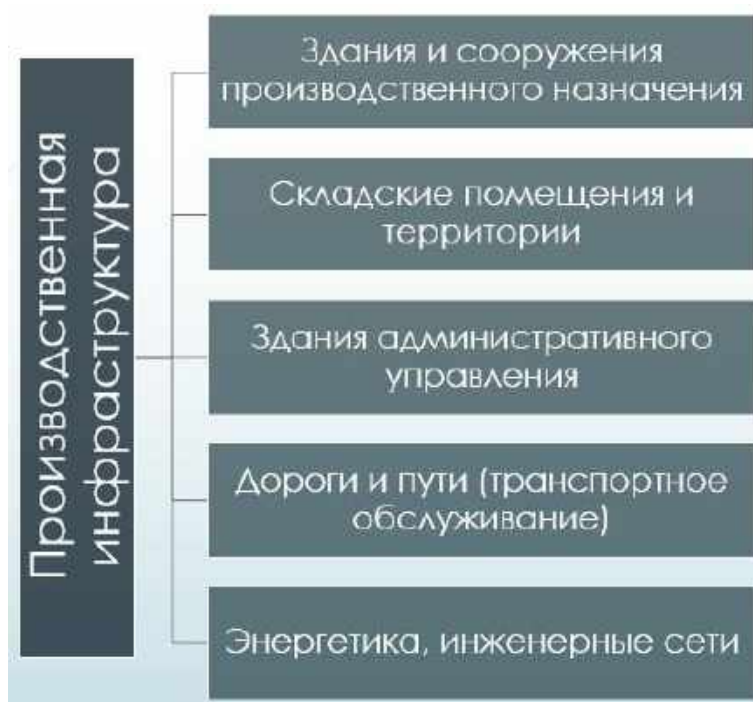 Производственная
инфраструктура
Здания и сооружения
производственного назначения
Складские помещения и
территории
Здания административного
управления
Дороги и пути (транспортное
обслуживание)
Энергетика, инженерные сети